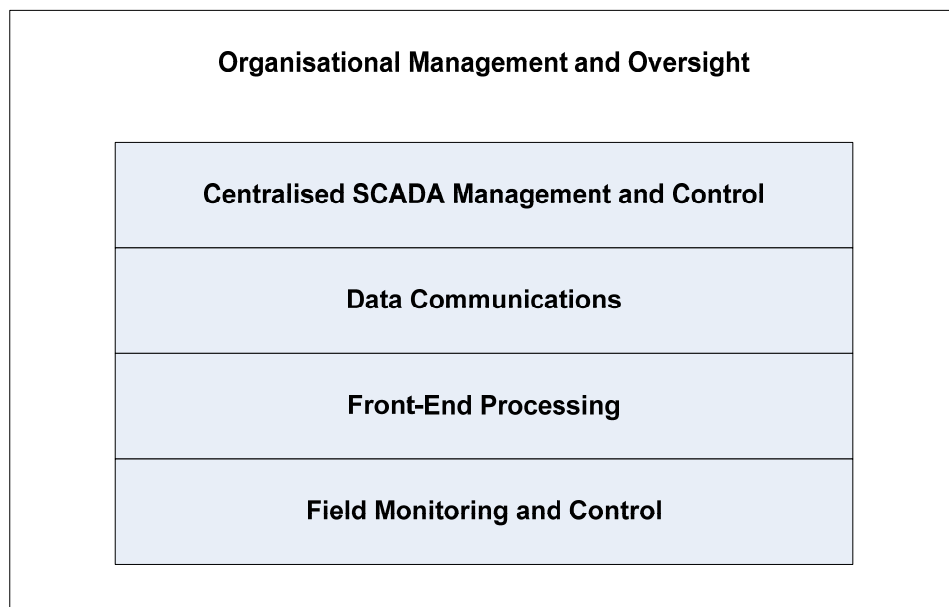 Organisational Management and Oversight
Centralised SCADA Management and Control
Data Communications
Front-End Processing
Field Monitoring and Control